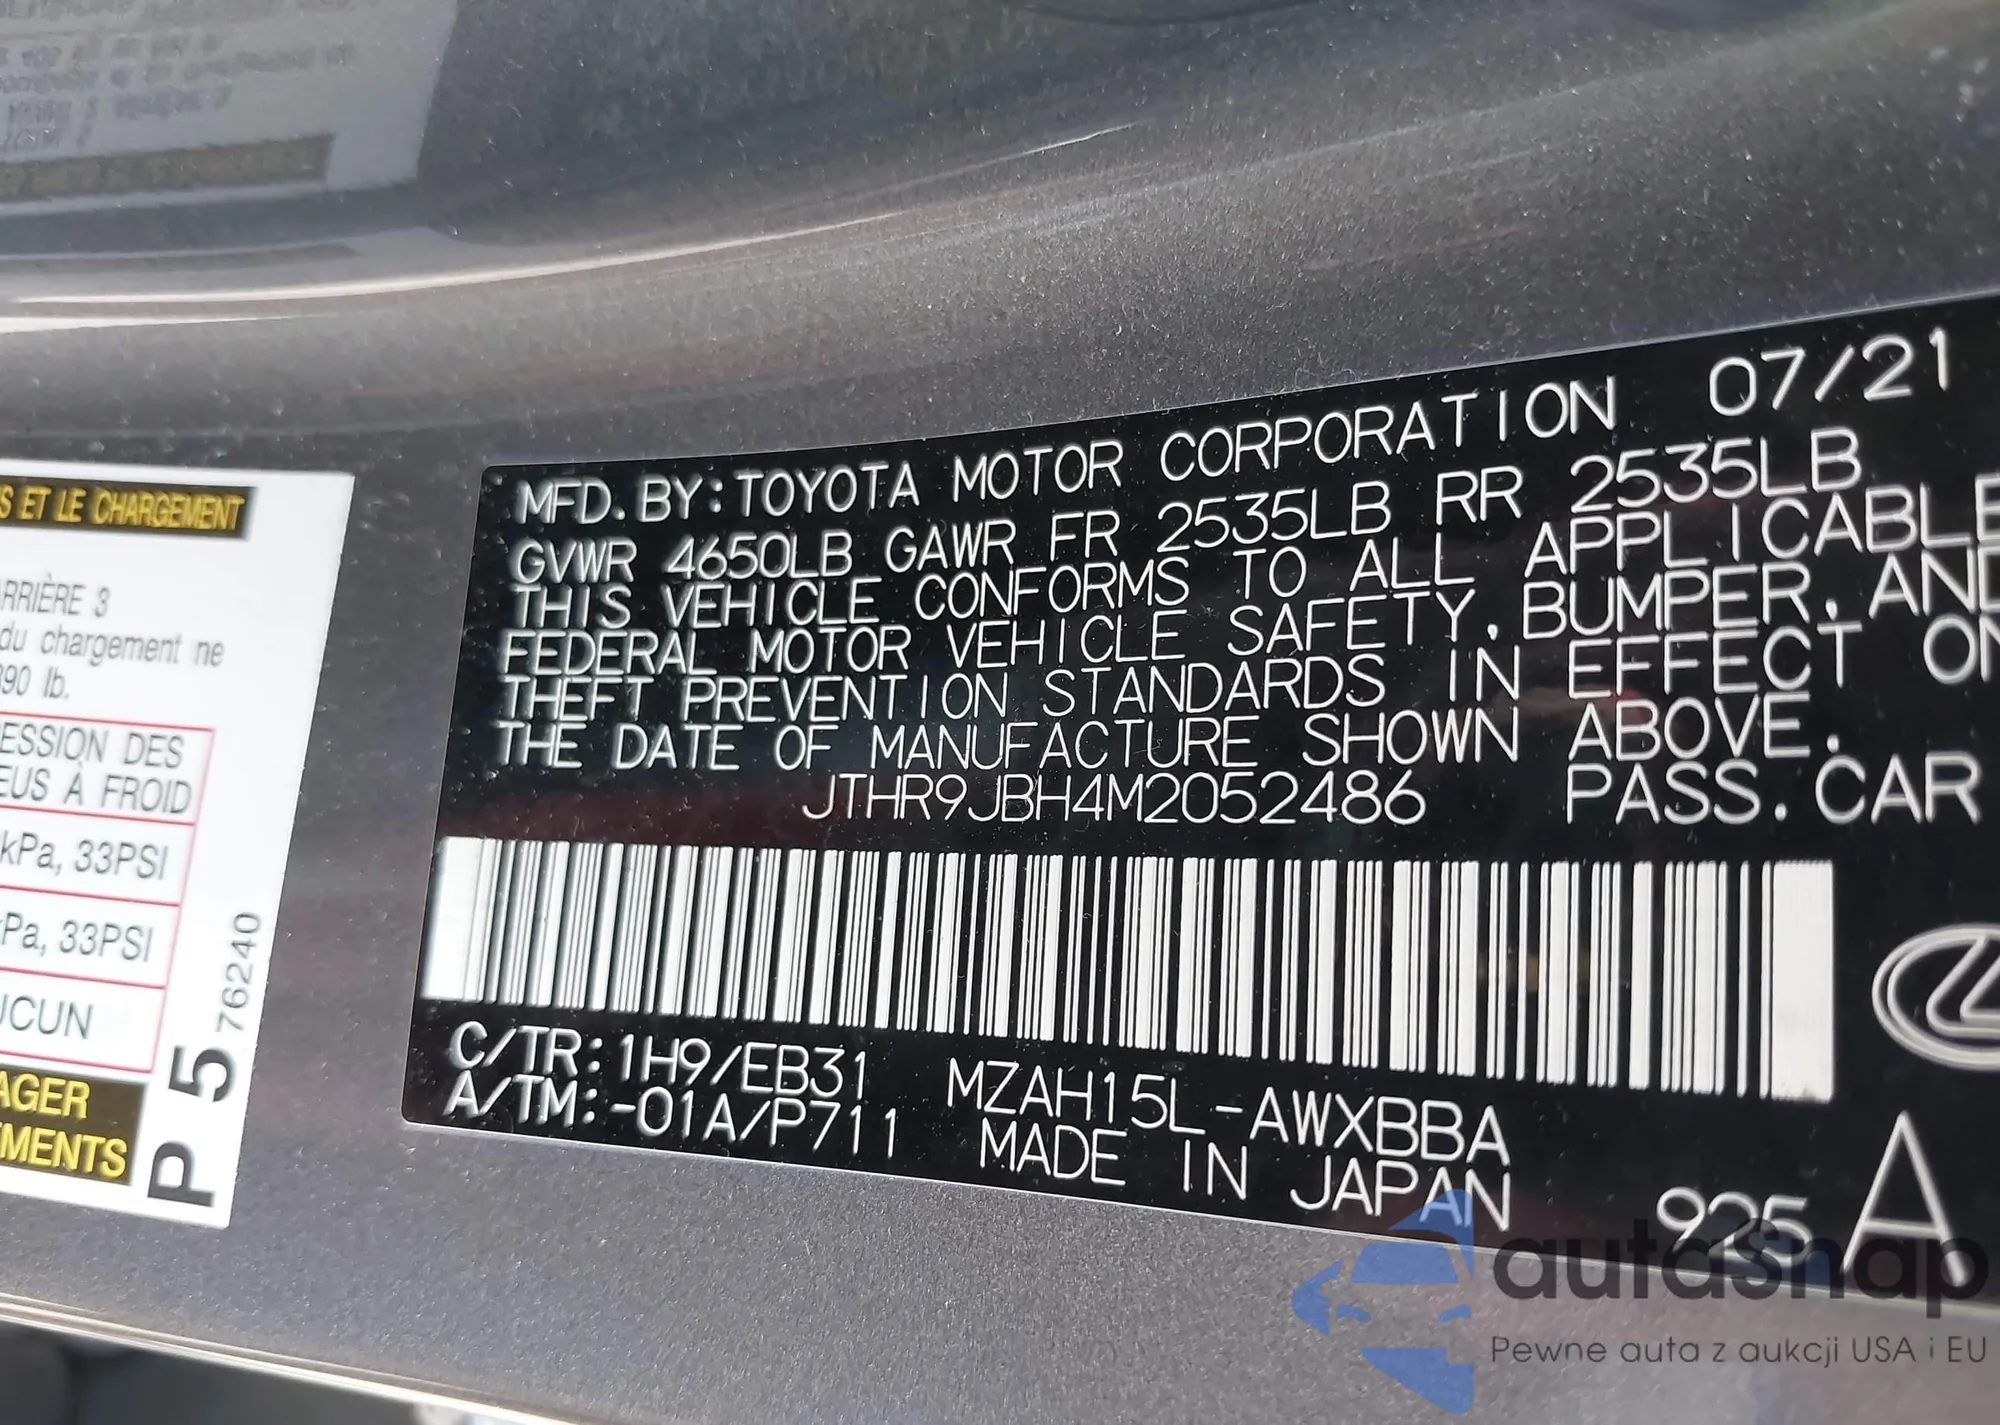 S ET LE CHARGEMENT
ARRIÈRE 3
du chargement ne
390 lb.
ESSION DES
EUS À FROID
kPa, 33PSI
kPa, 33PSI
UCUN
AGER
MENTS
P 5 76240
MFD. BY: TOYOTA MOTOR CORPORATION 07/21
GVWR 4650LB GAWR FR 2535LB RR 2535LB
THIS VEHICLE CONFORMS TO ALL APPLICABLE
FEDERAL MOTOR VEHICLE SAFETY, BUMPER, AND
THEFT PREVENTION STANDARDS IN EFFECT ON
THE DATE OF MANUFACTURE SHOWN ABOVE.
JTHR9JBH4M2052486 PASS. CAR
C/TR: 1H9/EB31 MZAH15L-AWXBBA
A/TM: -01A/P711 MADE IN JAPAN
925 A
autasnap
Pewne auta z aukcji USA i EU